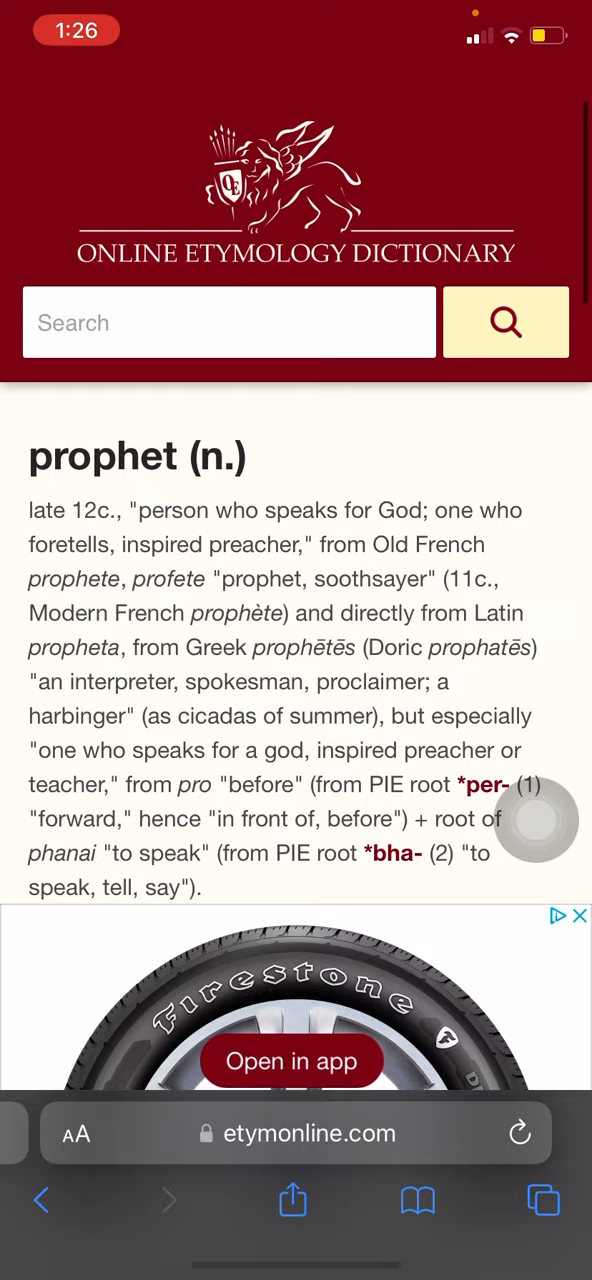 1:26
OE
ONLINE ETYMOLOGY DICTIONARY
Search
prophet (n.)
late 12c., "person who speaks for God; one who
foretells, inspired preacher," from Old French
prophete, profete "prophet, soothsayer" (11c.,
Modern French prophète) and directly from Latin
propheta, from Greek prophētēs (Doric prophatēs)
"an interpreter, spokesman, proclaimer; a
harbinger" (as cicadas of summer), but especially
"one who speaks for a god, inspired preacher or
teacher," from pro "before" (from PIE root *per- (1)
"forward," hence "in front of, before") + root of
phanai "to speak" (from PIE root *bha- (2) "to
speak, tell, say").
Firestone
Open in app
AA
etymonline.com